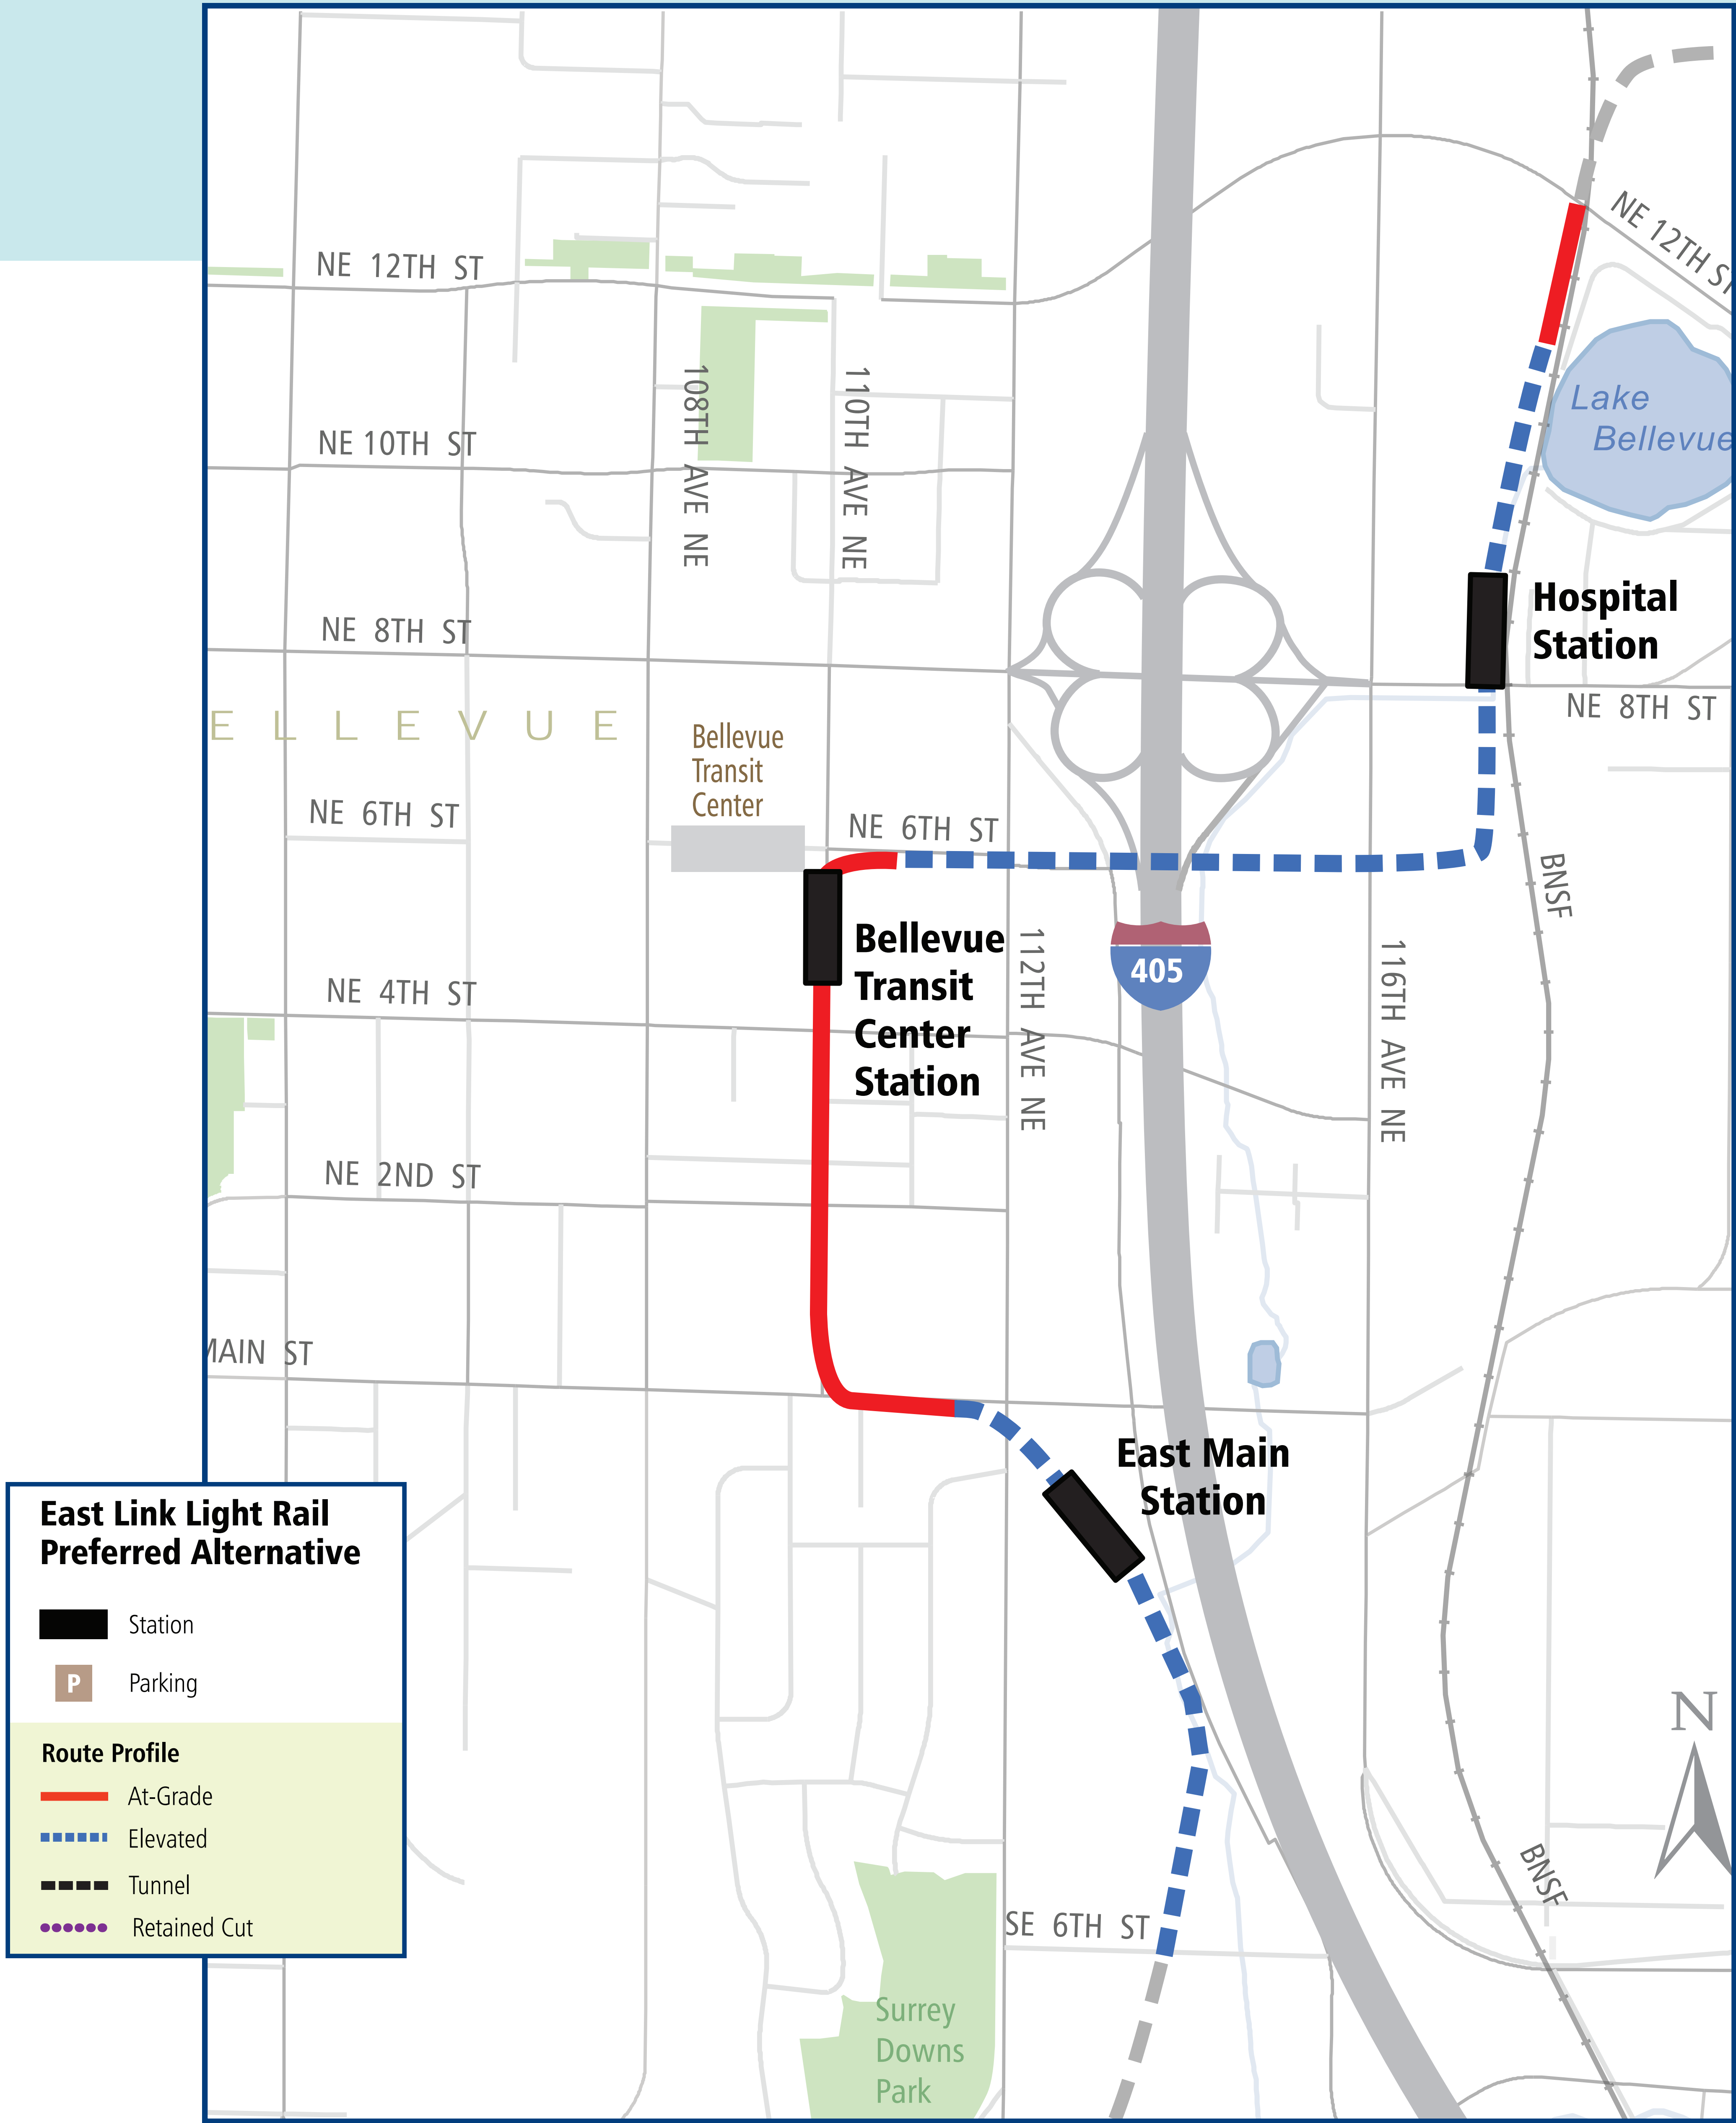 NE 12TH ST
NE 12TH ST
108TH AVE NE
110TH AVE NE
Lake
Bellevue
NE 10TH ST
Hospital
Station
NE 8TH ST
NE 8TH ST
ELLEVUE
Bellevue
Transit
Center
NE 6TH ST
NE 6TH ST
BNSF
Bellevue
Transit
Center
Station
112TH AVE NE
405
116TH AVE NE
NE 4TH ST
NE 2ND ST
MAIN ST
East Main
Station
East Link Light Rail
Preferred Alternative
Station
P Parking
Route Profile
At-Grade
Elevated
Tunnel
Retained Cut
N
BNSF
SE 6TH ST
Surrey
Downs
Park